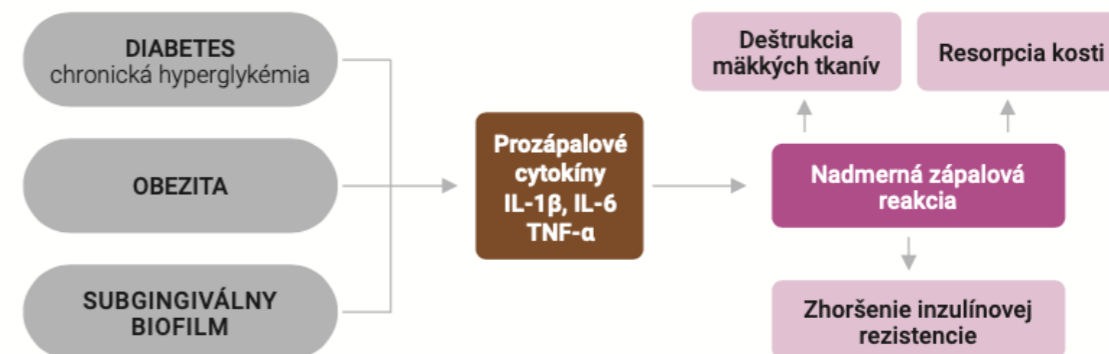 DIABETES
chronická hyperglykémia
OBEZITA
SUBGINGIVÁLNY
BIOFILM
Prozápalové
cytokíny
IL-1β, IL-6
TNF-α
Deštrukcia
mäkkých tkanív
Resorpcia kosti
Nadmerná zápalová
reakcia
Zhoršenie inzulínovej
rezistencie